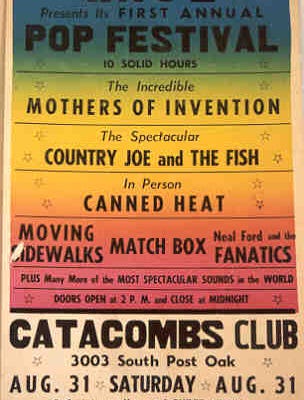 Presents Its FIRST ANNUAL
POP FESTIVAL
10 SOLID HOURS
The Incredible
MOTHERS OF INVENTION
The Spectacular
COUNTRY JOE and THE FISH
In Person
CANNED HEAT
MOVING SIDEWALKS MATCH BOX Neal Ford and the FANATICS
PLUS Many More of the MOST SPECTACULAR SOUNDS in the WORLD
DOORS OPEN at 2 P. M. and CLOSE at MIDNIGHT
CATACOMBS CLUB
3003 South Post Oak
AUG. 31 SATURDAY AUG. 31